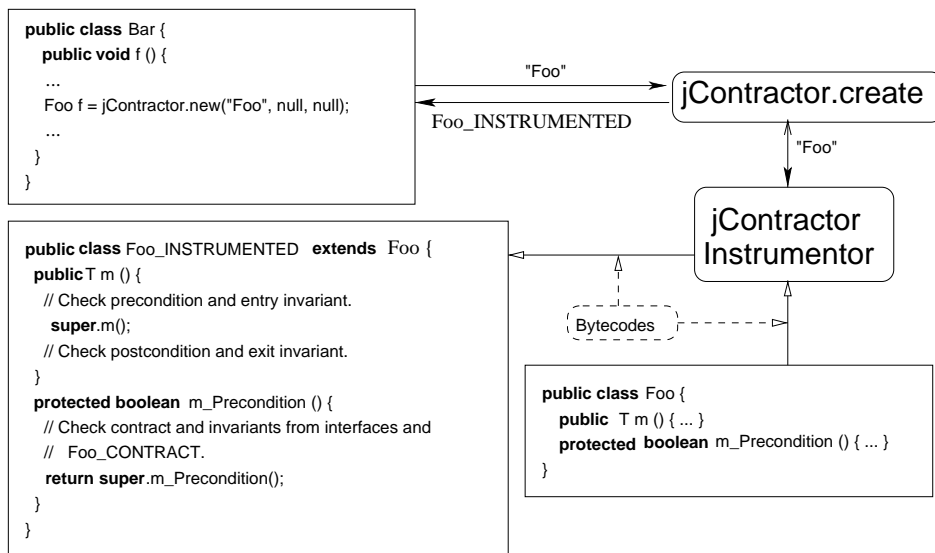 public class Bar {
public void f () {
...
Foo f = jContractor.new("Foo", null, null);
...
}
}
"Foo"
Foo_INSTRUMENTED
jContractor.create
"Foo"
jContractor
Instrumentor
public class Foo_INSTRUMENTED extends Foo {
public T m () {
// Check precondition and entry invariant.
super.m();
// Check postcondition and exit invariant.
}
protected boolean m_Precondition () {
// Check contract and invariants from interfaces and
// Foo_CONTRACT.
return super.m_Precondition();
}
}
Bytecodes
public class Foo {
public T m () { ... }
protected boolean m_Precondition () { ... }
}